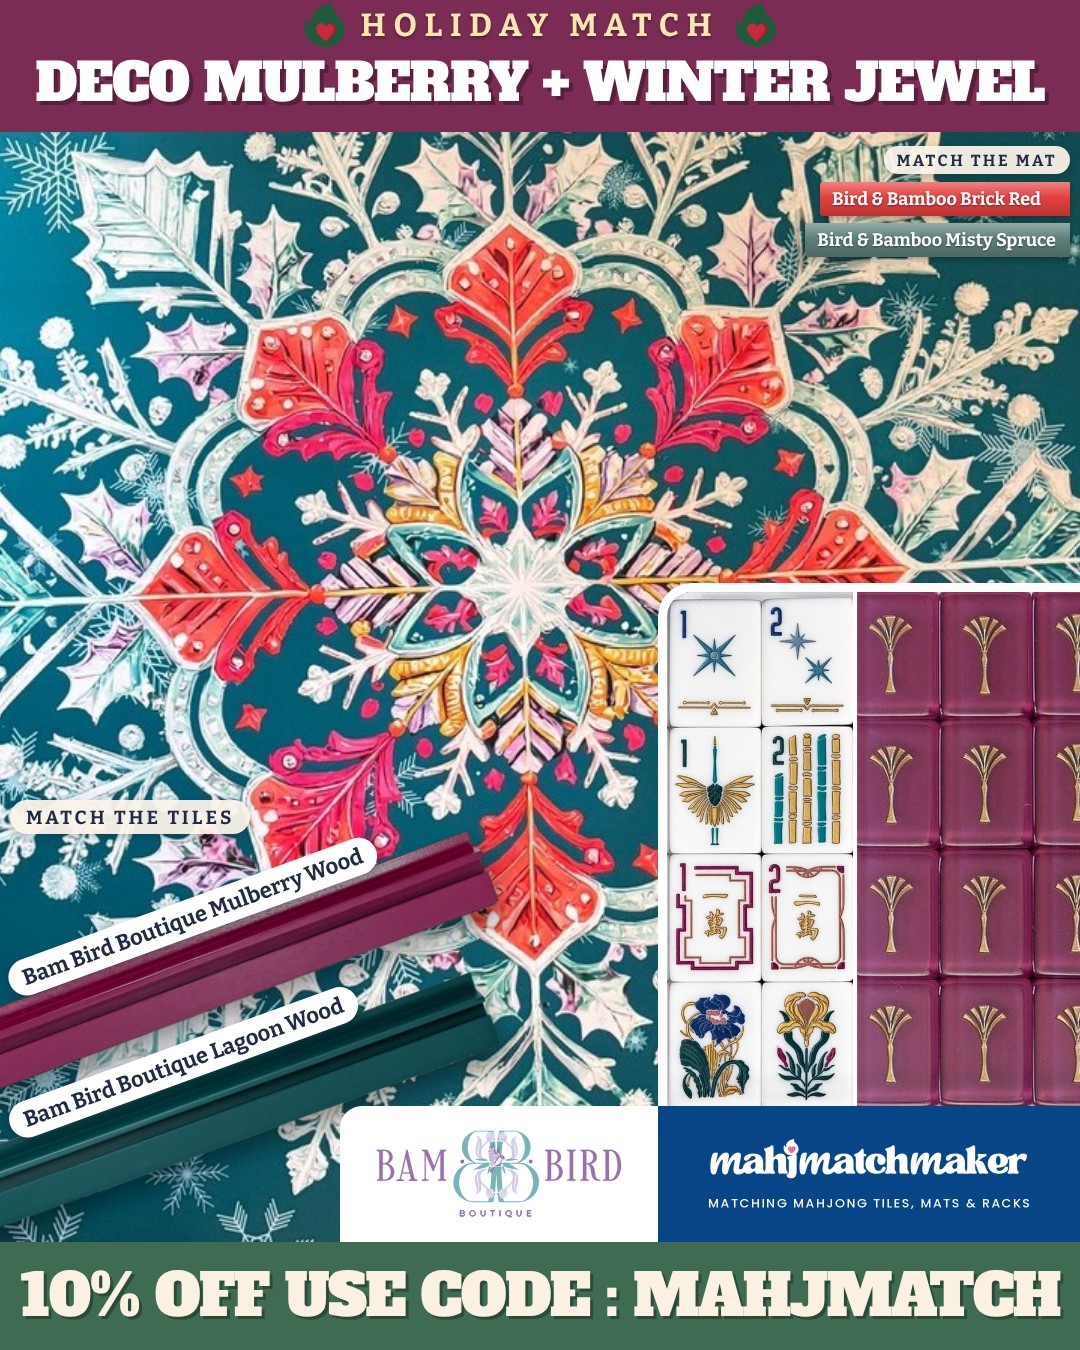 HOLIDAY MATCH
DECO MULBERRY + WINTER JEWEL
MATCH THE MAT
Bird & Bamboo Brick Red
Bird & Bamboo Misty Spruce
1
2
1
2
1
一
萬
2
二
萬
MATCH THE TILES
Bam Bird Boutique Mulberry Wood
Bam Bird Boutique Lagoon Wood
BAM BIRD
BOUTIQUE
mahjmatchmaker
MATCHING MAHJONG TILES, MATS & RACKS
10% OFF USE CODE : MAHJMATCH